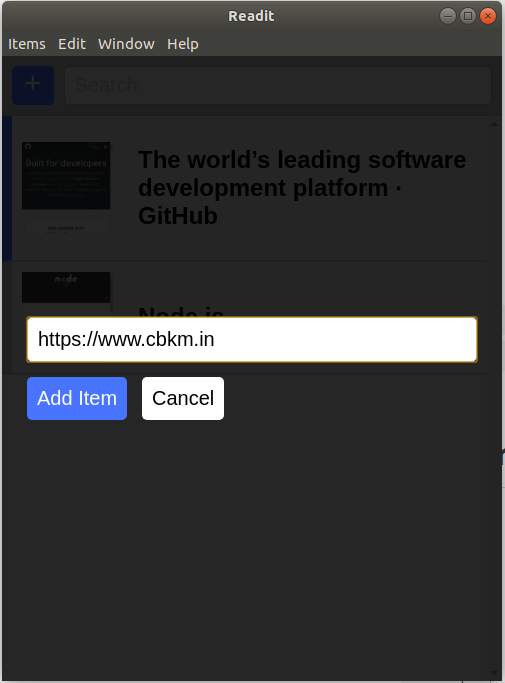 Readit
Items Edit Window Help
+ Search
Built for developers
The world’s leading software
development platform ·
GitHub
node
Node.js
https://www.cbkm.in
Add Item Cancel